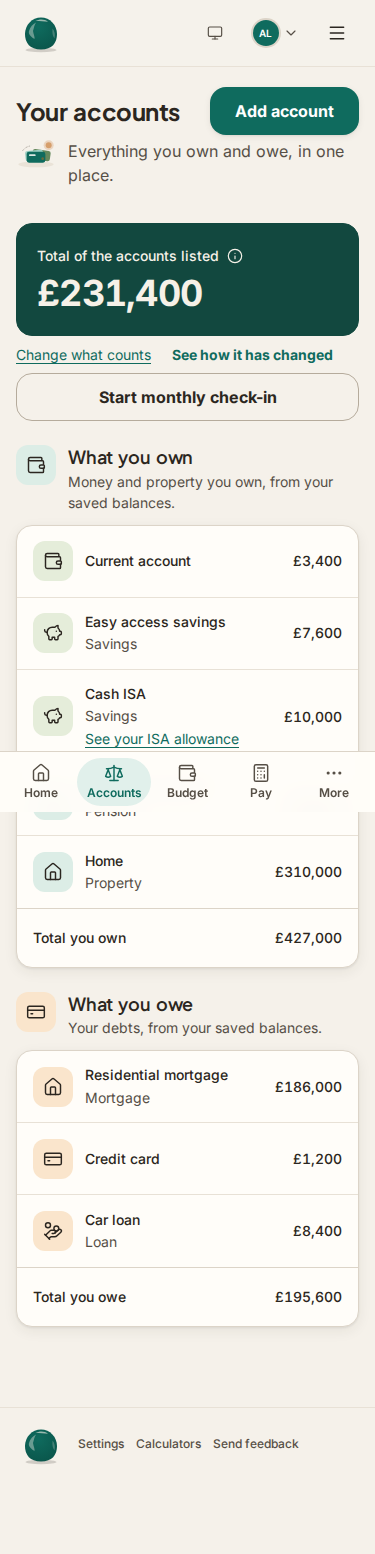 AL
Your accounts
Add account
Everything you own and owe, in one
place.
Total of the accounts listed
£231,400
Change what counts
See how it has changed
Start monthly check-in
What you own
Money and property you own, from your
saved balances.
Current account
£3,400
Easy access savings
Savings
£7,600
Cash ISA
Savings
See your ISA allowance
£10,000
Home
Accounts
Budget
Pay
More
Pension
Home
Property
£310,000
Total you own
£427,000
What you owe
Your debts, from your saved balances.
Residential mortgage
Mortgage
£186,000
Credit card
£1,200
Car loan
Loan
£8,400
Total you owe
£195,600
Settings
Calculators
Send feedback